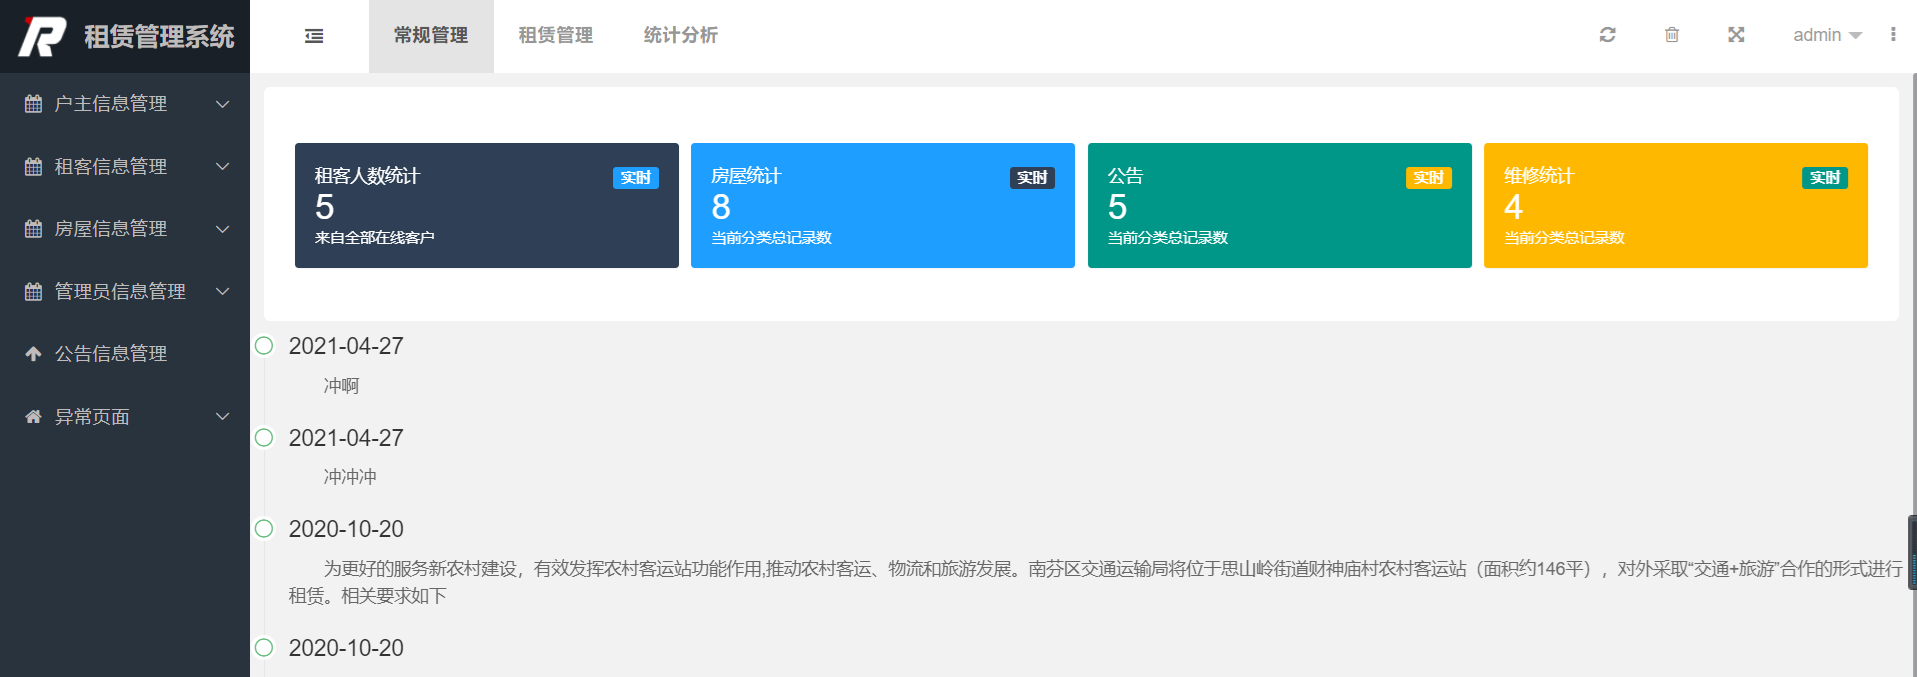 租赁管理系统
常规管理
租赁管理
统计分析
admin
户主信息管理
租客信息管理
房屋信息管理
管理员信息管理
公告信息管理
异常页面
租客人数统计
实时
5
来自全部在线客户
房屋统计
实时
8
当前分类总记录数
公告
实时
5
当前分类总记录数
维修统计
实时
4
当前分类总记录数
2021-04-27
冲啊
2021-04-27
冲冲冲
2020-10-20
为更好的服务新农村建设，有效发挥农村客运站功能作用,推动农村客运、物流和旅游发展。南芬区交通运输局将位于思山岭街道财神庙村农村客运站（面积约146平），对外采取“交通+旅游”合作的形式进行
租赁。相关要求如下
2020-10-20